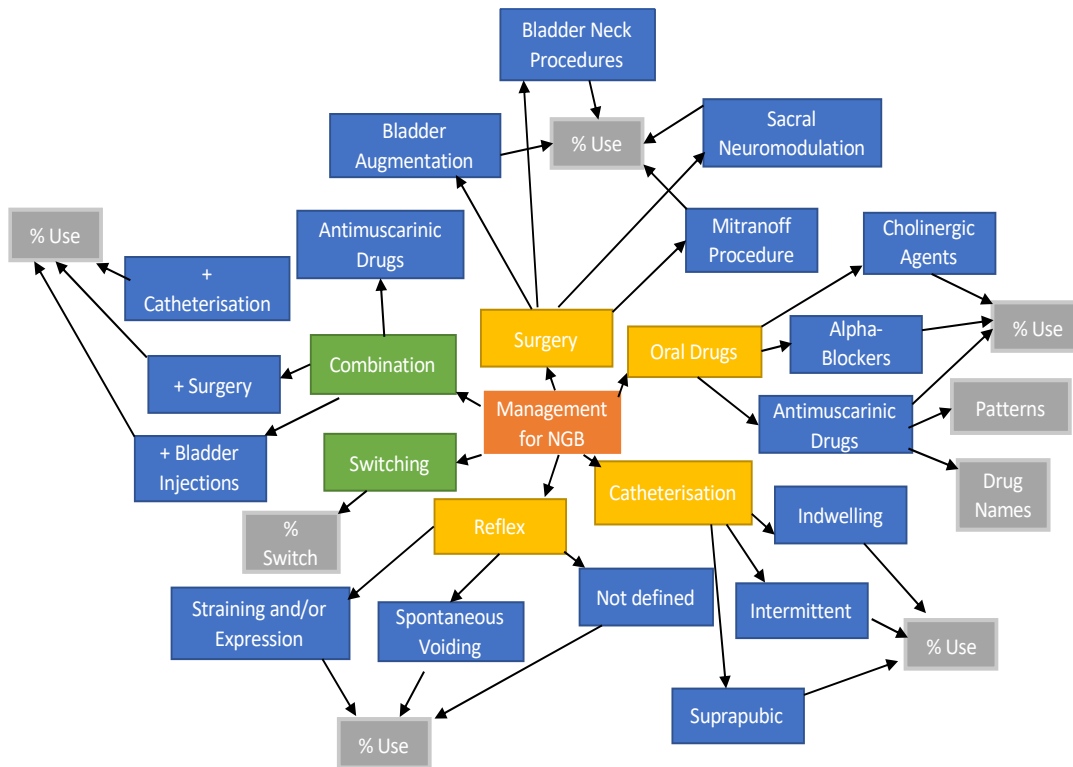 Bladder Neck
Procedures
Bladder
Augmentation
% Use
Sacral
Neuromodulation
% Use
Antimuscarinic
Drugs
Mitranoff
Procedure
Cholinergic
Agents
+
Catheterisation
Surgery
Oral Drugs
Alpha-
Blockers
% Use
Combination
+ Surgery
Management
for NGB
Antimuscarinic
Drugs
Patterns
+ Bladder
Injections
Switching
Catheterisation
Drug
Names
%
Switch
Reflex
Indwelling
Straining and/or
Expression
Spontaneous
Voiding
Not defined
Intermittent
% Use
Suprapubic
% Use